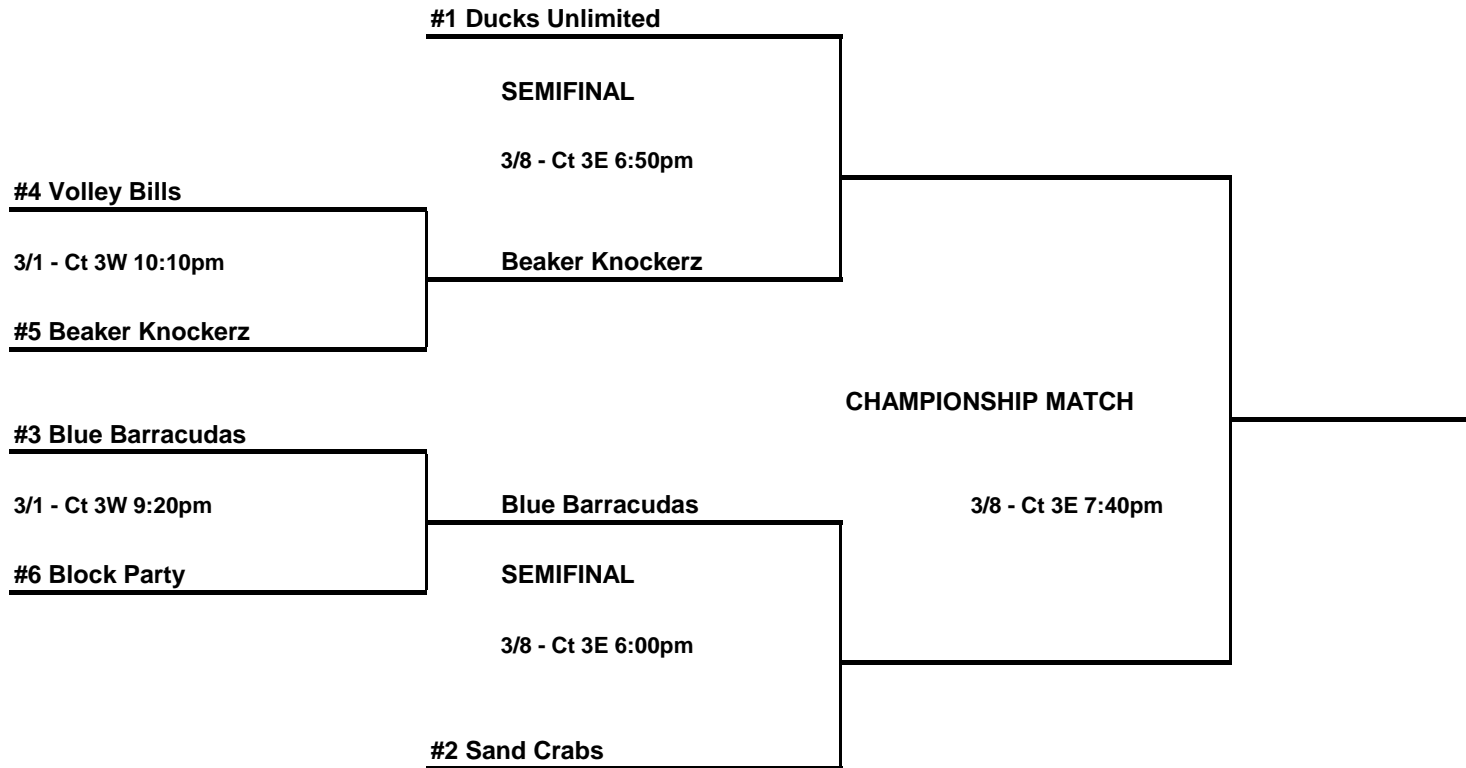 #1 Ducks Unlimited
SEMIFINAL
3/8 - Ct 3E 6:50pm
#4 Volley Bills
3/1 - Ct 3W 10:10pm
Beaker Knockerz
#5 Beaker Knockerz
CHAMPIONSHIP MATCH
#3 Blue Barracudas
3/1 - Ct 3W 9:20pm
Blue Barracudas
3/8 - Ct 3E 7:40pm
#6 Block Party
SEMIFINAL
3/8 - Ct 3E 6:00pm
#2 Sand Crabs